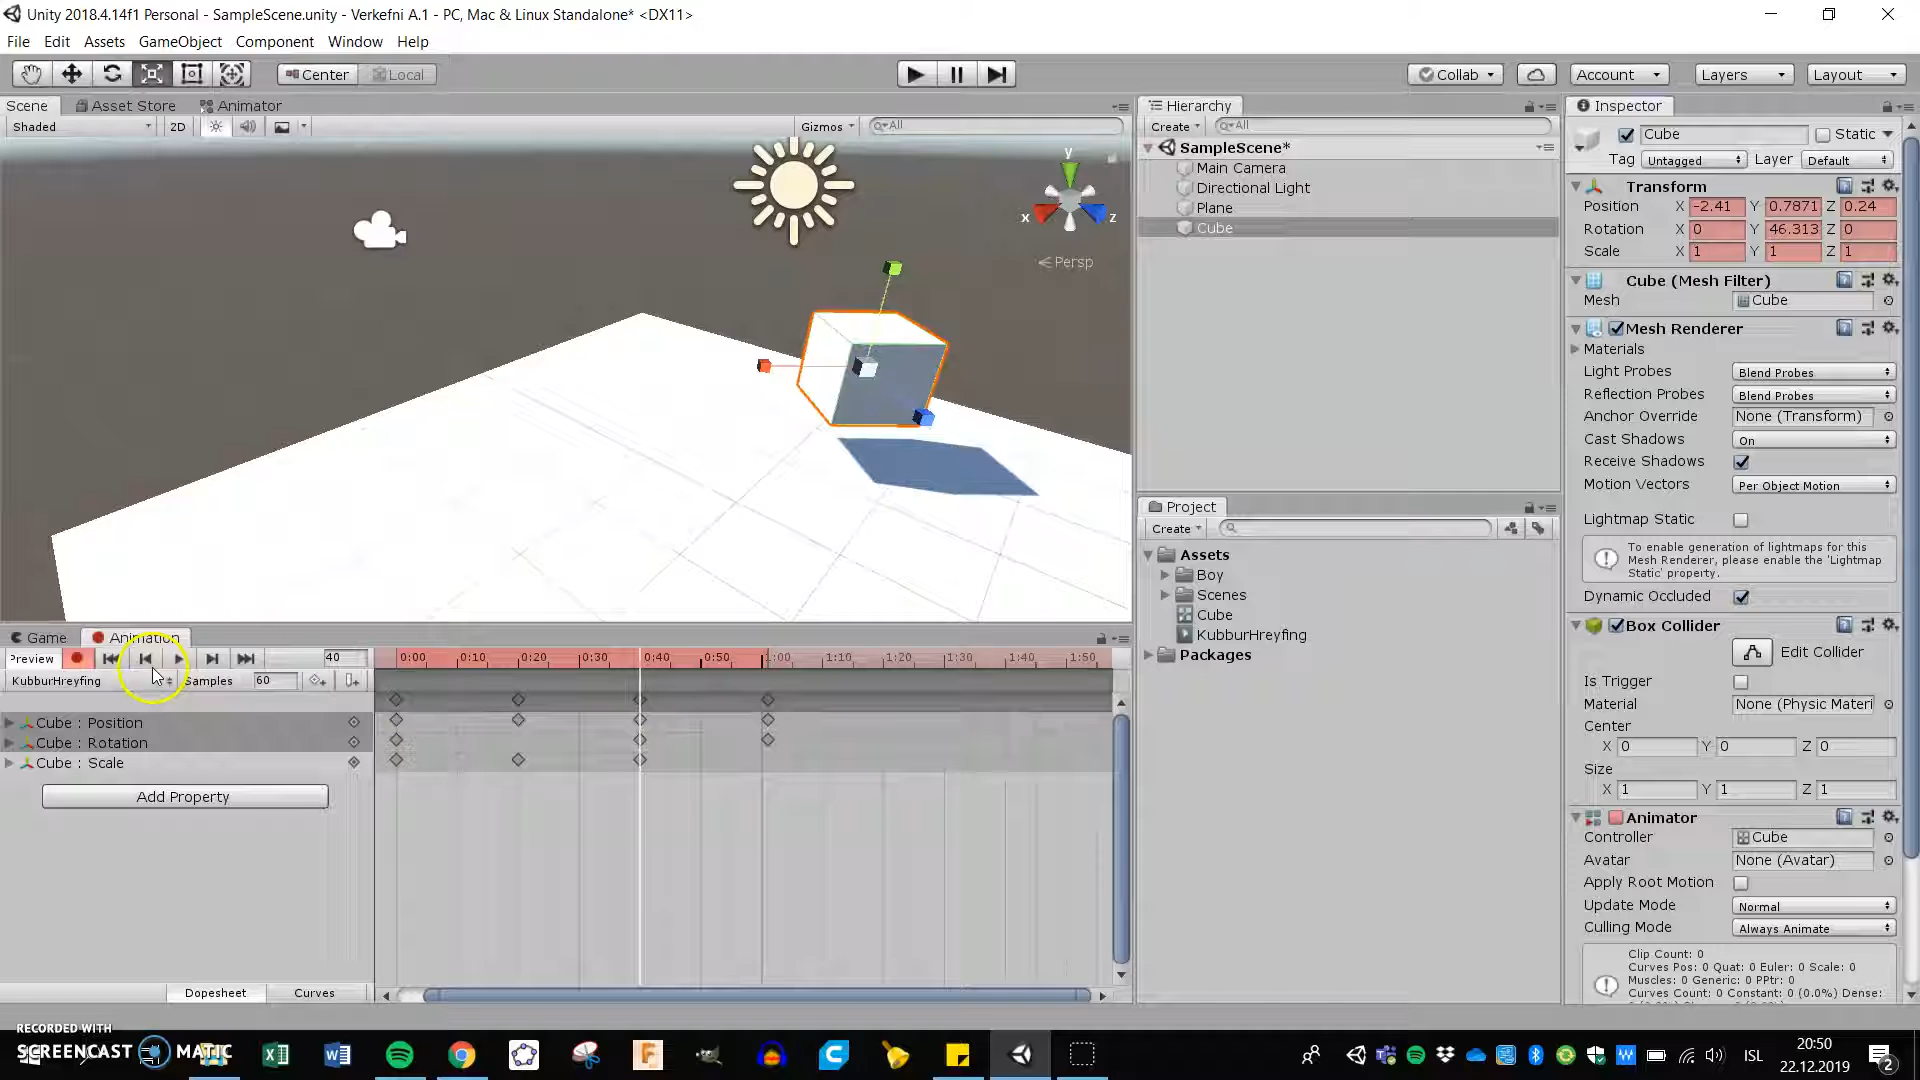 Unity 2018.4.14f1 Personal - SampleScene.unity - Verkefni A.1 - PC, Mac & Linux Standalone* <DX11>
File Edit Assets GameObject Component Window Help
Center Local Collab Account Layers Layout
Scene Asset Store Animator
Shaded 2D Gizmos All
y
x z
Persp
Hierarchy
Create All
SampleScene*
Main Camera
Directional Light
Plane
Cube
Project
Create
Assets
Boy
Scenes
Cube
KubburHreyfing
Packages
Inspector
Cube Static
Tag Untagged Layer Default
Transform
Position X -2.41 Y 0.7871 Z 0.24
Rotation X 0 Y 46.313 Z 0
Scale X 1 Y 1 Z 1
Cube (Mesh Filter)
Mesh Cube
Mesh Renderer
Materials
Light Probes Blend Probes
Reflection Probes Blend Probes
Anchor Override None (Transform)
Cast Shadows On
Receive Shadows
Motion Vectors Per Object Motion
Lightmap Static
To enable generation of lightmaps for this
Mesh Renderer, please enable the 'Lightmap
Static' property.
Dynamic Occluded
Box Collider
Edit Collider
Is Trigger
Material None (Physic Materi
Center
X 0 Y 0 Z 0
Size
X 1 Y 1 Z 1
Animator
Controller Cube
Avatar None (Avatar)
Apply Root Motion
Update Mode Normal
Culling Mode Always Animate
Clip Count: 0
Curves Pos: 0 Quat: 0 Euler: 0 Scale: 0
Muscles: 0 Generic: 0 PPtr: 0
Curves Count: 0 Constant: 0 (0.0%) Dense:
Game Animation
Preview 40 0:00 0:10 0:20 0:30 0:40 0:50 1:00 1:10 1:20 1:30 1:40 1:50
KubburHreyfing Samples 60
Cube : Position
Cube : Rotation
Cube : Scale
Add Property
Dopesheet Curves
RECORDED WITH
SCREENCAST MATIC
ISL
20:50
22.12.2019
2